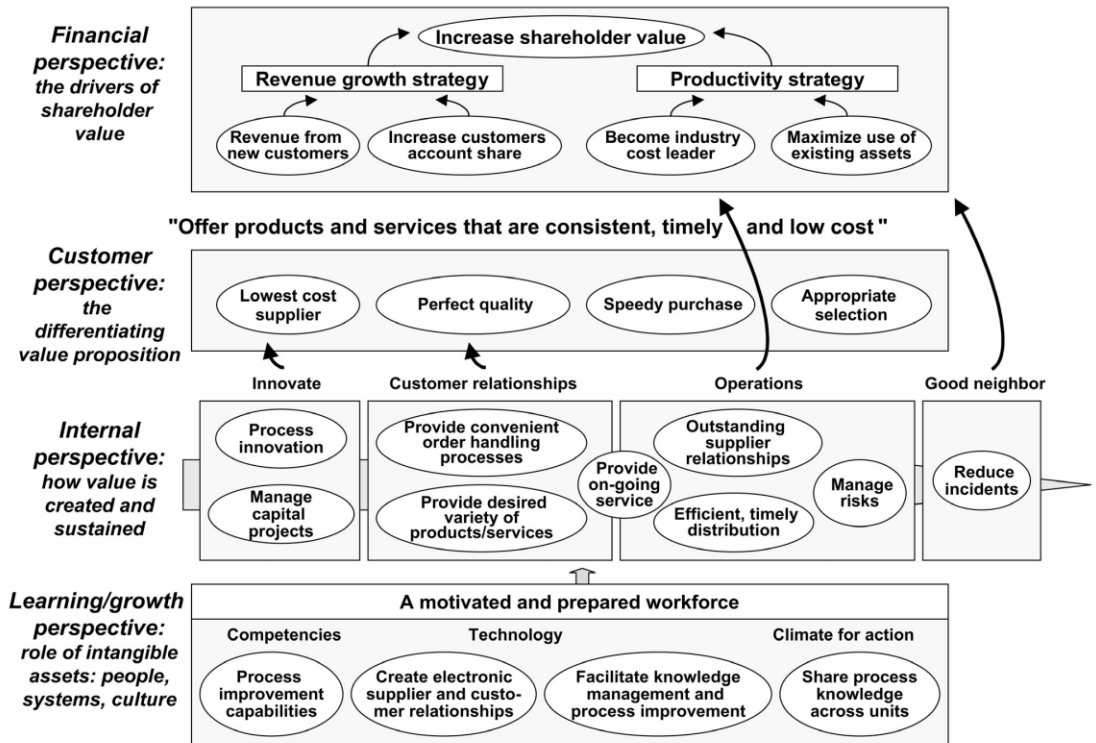 Financial
perspective:
the drivers of
shareholder
value
Increase shareholder value
Revenue growth strategy
Productivity strategy
Revenue from
new customers
Increase customers
account share
Become industry
cost leader
Maximize use of
existing assets
"Offer products and services that are consistent, timely and low cost "
Customer
perspective:
the
differentiating
value proposition
Lowest cost
supplier
Perfect quality
Speedy purchase
Appropriate
selection
Innovate
Customer relationships
Operations
Good neighbor
Internal
perspective:
how value is
created and
sustained
Process
innovation
Manage
capital
projects
Provide convenient
order handling
processes
Provide desired
variety of
products/services
Provide
on-going
service
Outstanding
supplier
relationships
Efficient, timely
distribution
Manage
risks
Reduce
incidents
Learning/growth
perspective:
role of intangible
assets: people,
systems, culture
A motivated and prepared workforce
Competencies
Technology
Climate for action
Process
improvement
capabilities
Create electronic
supplier and custo-
mer relationships
Facilitate knowledge
management and
process improvement
Share process
knowledge
across units